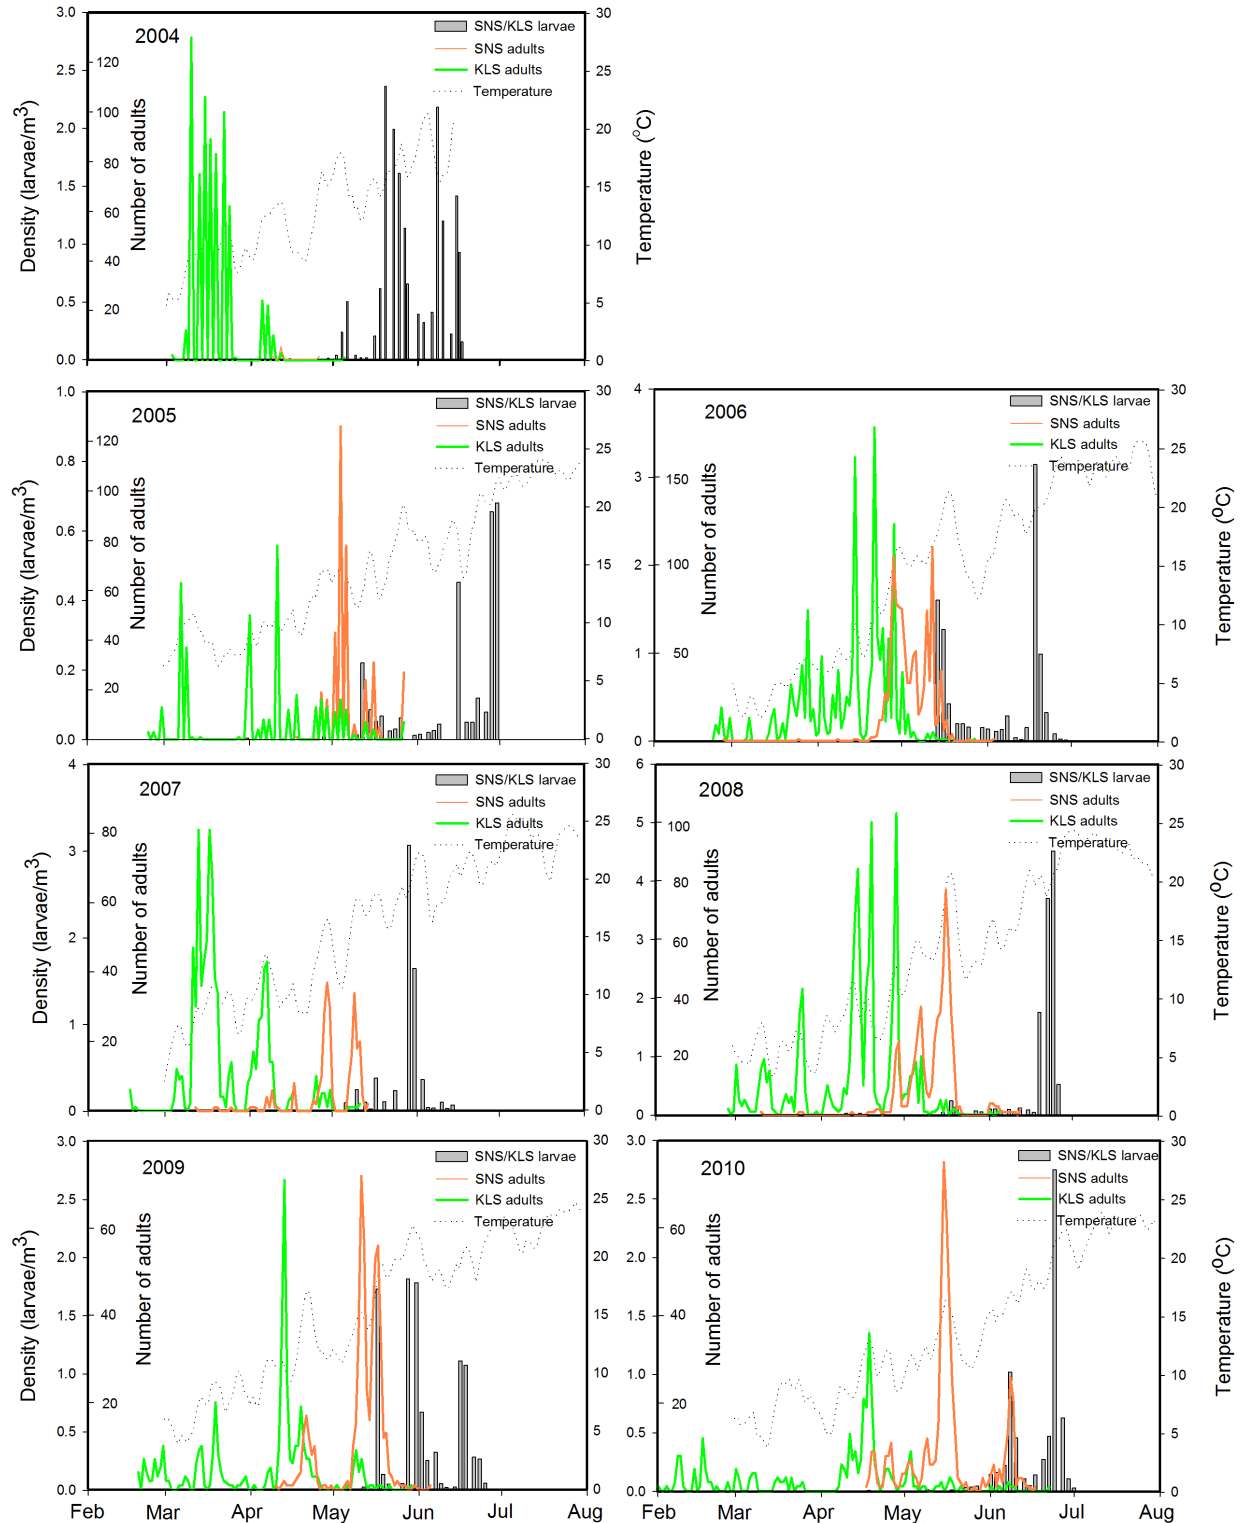 2004
SNS/KLS larvae
SNS adults
KLS adults
Temperature
Density (larvae/m3)
3.0
2.5
2.0
1.5
1.0
0.5
0.0
Number of adults
120
100
80
60
40
20
Temperature (oC)
30
25
20
15
10
5
0
2005
SNS/KLS larvae
SNS adults
KLS adults
Temperature
Density (larvae/m3)
1.0
0.8
0.6
0.4
0.2
0.0
Number of adults
120
100
80
60
40
20
30
25
20
15
10
5
0
2006
SNS/KLS larvae
SNS adults
KLS adults
Temperature
4
3
2
1
0
Number of adults
150
100
50
Temperature (oC)
30
25
20
15
10
5
0
2007
SNS/KLS larvae
SNS adults
KLS adults
Temperature
Density (larvae/m3)
4
3
2
1
0
Number of adults
80
60
40
20
30
25
20
15
10
5
0
2008
SNS/KLS larvae
SNS adults
KLS adults
Temperature
6
5
4
3
2
1
0
Number of adults
100
80
60
40
20
Temperature (oC)
30
25
20
15
10
5
0
2009
SNS/KLS larvae
SNS adults
KLS adults
Temperature
Density (larvae/m3)
3.0
2.5
2.0
1.5
1.0
0.5
0.0
Number of adults
60
40
20
30
25
20
15
10
5
0
Feb Mar Apr May Jun Jul Aug
2010
SNS/KLS larvae
SNS adults
KLS adults
Temperature
3.0
2.5
2.0
1.5
1.0
0.5
0.0
Number of adults
60
40
20
Temperature (oC)
30
25
20
15
10
5
0
Feb Mar Apr May Jun Jul Aug